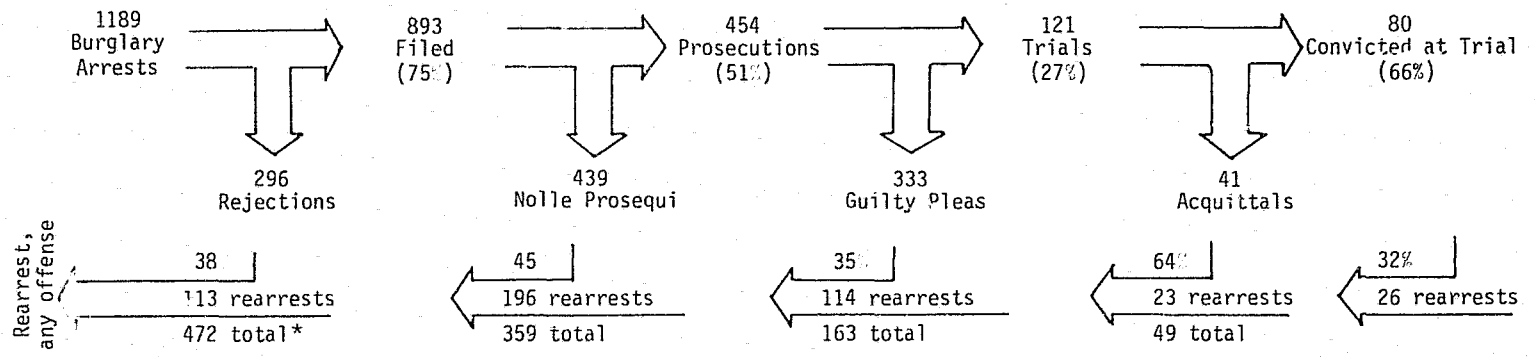 1189
Burglary
Arrests
893
Filed
(75%)
454
Prosecutions
(51%)
121
Trials
(27%)
80
Convicted at Trial
(66%)
296
Rejections
439
Nolle Prosequi
333
Guilty Pleas
41
Acquittals
Rearrest,
any offense
38
113 rearrests
472 total*
45
196 rearrests
359 total
35%
114 rearrests
163 total
64%
23 rearrests
49 total
32%
26 rearrests